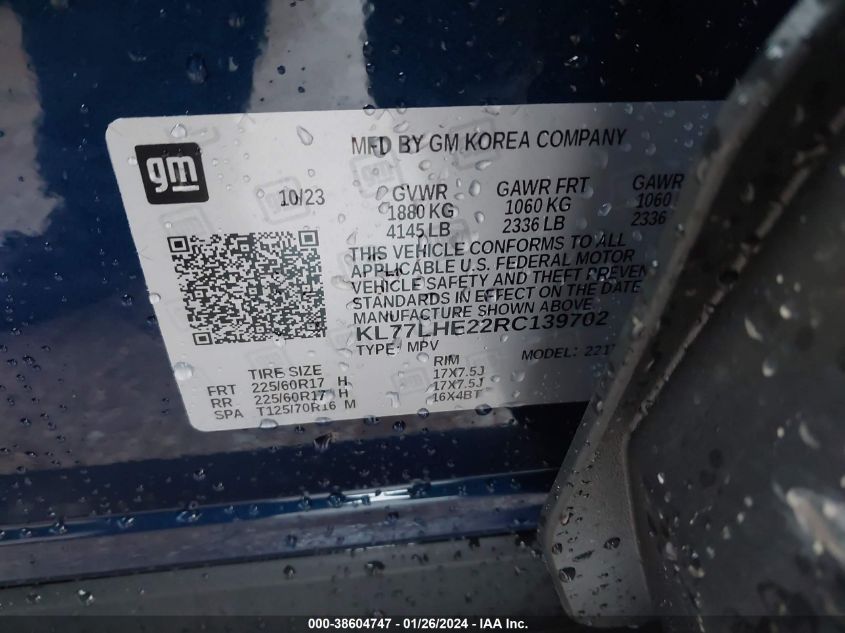 gm
MFD BY GM KOREA COMPANY
10/23
GVWR GAWR FRT GAWR
1880 KG 1060 KG 1060
4145 LB 2336 LB 2336
THIS VEHICLE CONFORMS TO ALL
APPLICABLE U.S. FEDERAL MOTOR
VEHICLE SAFETY AND THEFT PREVEN
STANDARDS IN EFFECT ON THE DATE
MANUFACTURE SHOWN ABOVE.
KL77LHE22RC139702
TYPE: MPV MODEL: 221
TIRE SIZE RIM
FRT 225/60R17 H 17X7.5J
RR 225/60R17 H 17X7.5J
SPA T125/70R16 M 16X4BT
000-38604747 - 01/26/2024 - IAA Inc.